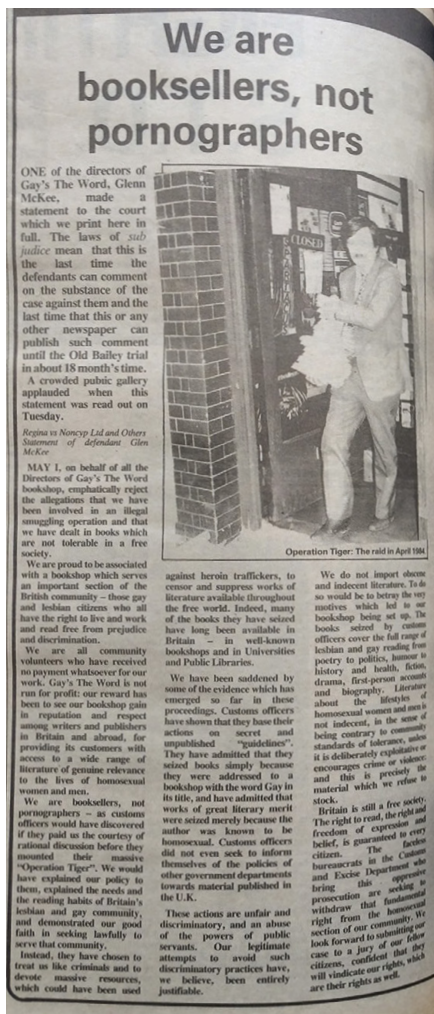 We are
booksellers, not
pornographers
ONE of the directors of
Gay's The Word, Glenn
McKee, made a
statement to the court
which we print here in
full. The laws of sub
judice mean that this is
the last time the
defendants can comment
on the substance of the
case against them and the
last time that this or any
other newspaper can
publish such comment
until the Old Bailey trial
in about 18 month's time.
A crowded pubic gallery
applauded when this
statement was read out on
Tuesday.
Regina vs Noncyp Ltd and Others
Statement of defendant Glen
McKee
MAY I, on behalf of all the
Directors of Gay's The Word
bookshop, emphatically reject
the allegations that we have
been involved in an illegal
smuggling operation and that
we have dealt in books which
are not tolerable in a free
society.
We are proud to be associated
with a bookshop which serves
an important section of the
British community – those gay
and lesbian citizens who all
have the right to live and work
and read free from prejudice
and discrimination.
We are all community
volunteers who have received
no payment whatsoever for our
work. Gay's The Word is not
run for profit: our reward has
been to see our bookshop gain
in reputation and respect
among writers and publishers
in Britain and abroad, for
providing its customers with
access to a wide range of
literature of genuine relevance
to the lives of homosexual
women and men.
We are booksellers, not
pornographers – as customs
officers would have discovered
if they paid us the courtesy of
rational discussion before they
mounted their massive
"Operation Tiger". We would
have explained our policy to
them, explained the needs and
the reading habits of Britain's
lesbian and gay community,
and demonstrated our good
faith in seeking lawfully to
serve that community.
Instead, they have chosen to
treat us like criminals and to
devote massive resources,
which could have been used
CLOSED
Operation Tiger: The raid in April 1984
against heroin traffickers, to
censor and suppress works of
literature available throughout
the free world. Indeed, many
of the books they have seized
have long been available in
Britain – in well-known
bookshops and in Universities
and Public Libraries.
We have been saddened by
some of the evidence which has
emerged so far in these
proceedings. Customs officers
have shown that they base their
actions on secret and
unpublished "guidelines".
They have admitted that they
seized books simply because
they were addressed to a
bookshop with the word Gay in
its title, and have admitted that
works of great literary merit
were seized merely because the
author was known to be
homosexual. Customs officers
did not even seek to inform
themselves of the policies of
other government departments
towards material published in
the U.K.
These actions are unfair and
discriminatory, and an abuse
of the powers of public
servants. Our legitimate
attempts to avoid such
discriminatory practices have,
we believe, been entirely
justifiable.
We do not import obscene
and indecent literature. To do
so would be to betray the very
motives which led to our
bookshop being set up. The
books seized by customs
officers cover the full range of
lesbian and gay reading from
poetry to politics, humour to
history and health, fiction,
drama, first-person accounts
and biography. Literature
about the lifestyles of
homosexual women and men is
not indecent, in the sense of
being contrary to community
standards of tolerance, unless
it is deliberately exploitative or
encourages crime or violence:
and this is precisely the
material which we refuse to
stock.
Britain is still a free society.
The right to read, the right and
freedom of expression and
belief, is guaranteed to every
citizen. The faceless
bureaucrats in the Customs
and Excise Department who
bring this oppressive
prosecution are seeking to
withdraw that fundamental
right from the homosexual
section of our community. We
look forward to submitting our
case to a jury of our fellow
citizens, confident that they
will vindicate our rights, which
are their rights as well.